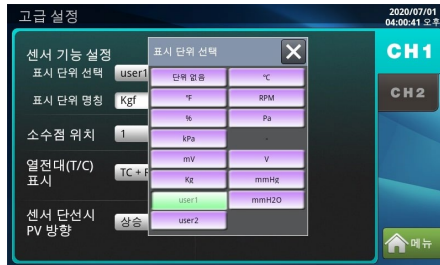 고급 설정
2020/07/01
04:00:41 오후
센서 기능 설정
표시 단위 선택 user1
표시 단위 명칭 Kgf
소수점 위치 1
열전대(T/C)
표시
TC +
센서 단선시
PV 방향
상승
표시 단위 선택
단위 없음 ℃
℉ RPM
% Pa
kPa -
mV V
Kg mmHg
user1 mmH2O
user2
CH1
CH2
메뉴